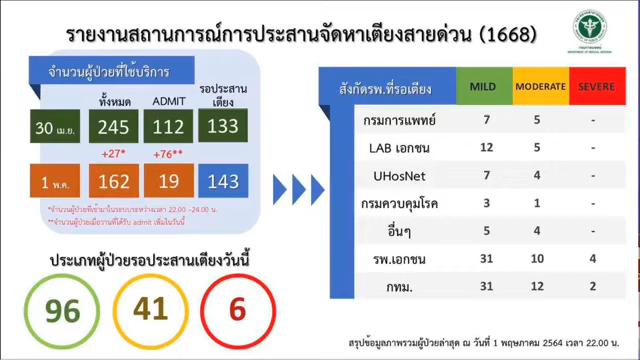 รายงานสถานการณ์การประสานจัดหาเตียงสายด่วน (1668)
กรมการแพทย์
DEPARTMENT OF MEDICAL SERVICES
จำนวนผู้ป่วยที่ใช้บริการ
ทั้งหมด ADMIT รอประสานเตียง
30 เม.ย. 245 112 133
+27* +76**
1 พ.ค. 162 19 143
*จำนวนผู้ป่วยที่เข้ามาในระบบระหว่างเวลา 22.00 -24.00 น.
**จำนวนผู้ป่วยเมื่อวานที่ได้รับ admit เพิ่มในวันนี้
ประเภทผู้ป่วยรอประสานเตียงวันนี้
96 41 6
สังกัดรพ.ที่รอเตียง MILD MODERATE SEVERE
กรมการแพทย์ 7 5 -
LAB เอกชน 12 5 -
UHosNet 7 4 -
กรมควบคุมโรค 3 1 -
อื่นๆ 5 4 -
รพ.เอกชน 31 10 4
กทม. 31 12 2
สรุปข้อมูลภาพรวมผู้ป่วยล่าสุด ณ วันที่ 1 พฤษภาคม 2564 เวลา 22.00 น.